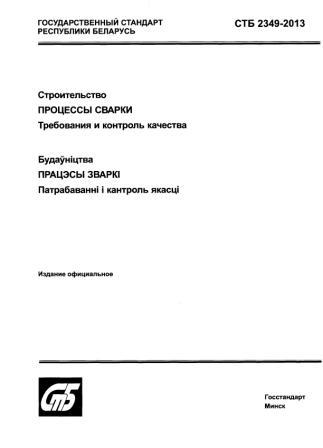 ГОСУДАРСТВЕННЫЙ СТАНДАРТ
РЕСПУБЛИКИ БЕЛАРУСЬ
СТБ 2349-2013
Строительство
ПРОЦЕССЫ СВАРКИ
Требования и контроль качества
Будаўніцтва
ПРАЦЭСЫ ЗВАРКІ
Патрабаванні і кантроль якасці
Издание официальное
СТБ
Госстандарт
Минск